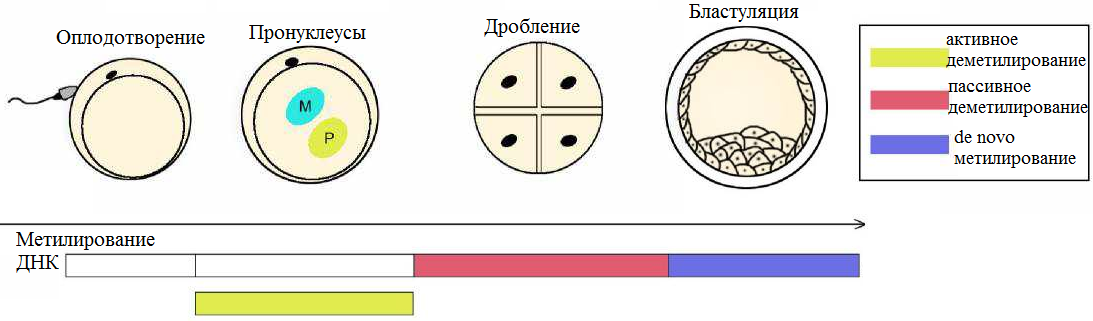 Оплодотворение
Пронуклеусы
Дробление
Бластуляция
М
Р
активное
деметилирование
пассивное
деметилирование
de novo
метилирование
Метилирование
ДНК